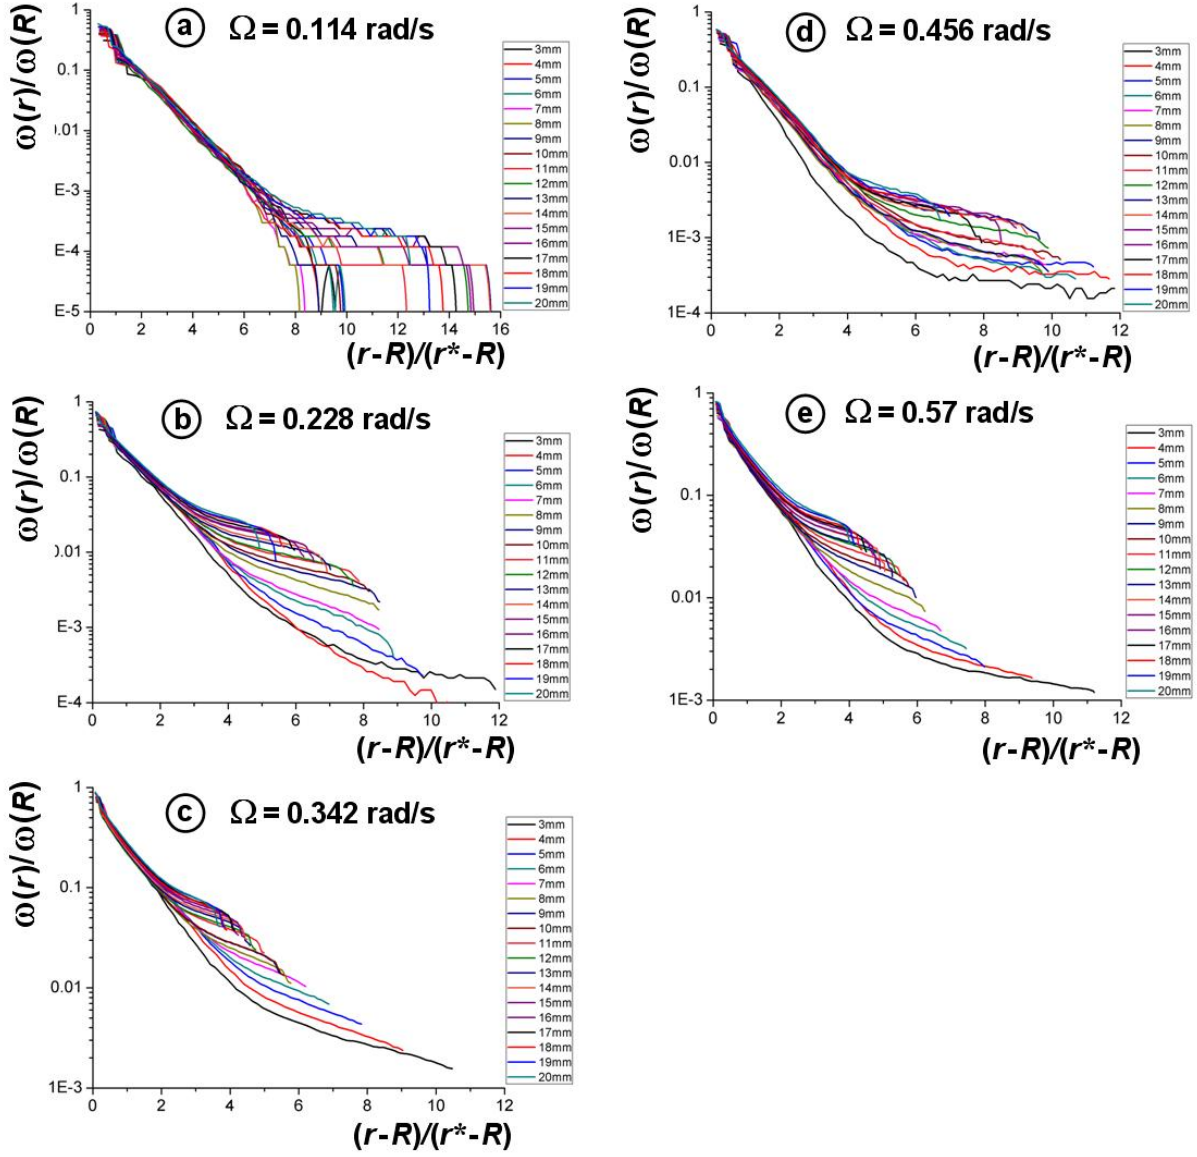 ω(r)/ω(R)
a Ω = 0.114 rad/s
1
0.1
0.01
E-3
E-4
E-5
0 2 4 6 8 10 12 14 16
(r-R)/(r*-R)
3mm
4mm
5mm
6mm
7mm
8mm
9mm
10mm
11mm
12mm
13mm
14mm
15mm
16mm
17mm
18mm
19mm
20mm
ω(r)/ω(R)
b Ω = 0.228 rad/s
1
0.1
0.01
E-3
E-4
0 2 4 6 8 10 12
(r-R)/(r*-R)
3mm
4mm
5mm
6mm
7mm
8mm
9mm
10mm
11mm
12mm
13mm
14mm
15mm
16mm
17mm
18mm
19mm
20mm
ω(r)/ω(R)
c Ω = 0.342 rad/s
1
0.1
0.01
1E-3
0 2 4 6 8 10 12
(r-R)/(r*-R)
3mm
4mm
5mm
6mm
7mm
8mm
9mm
10mm
11mm
12mm
13mm
14mm
15mm
16mm
17mm
18mm
19mm
20mm
ω(r)/ω(R)
d Ω = 0.456 rad/s
1
0.1
0.01
1E-3
1E-4
0 2 4 6 8 10 12
(r-R)/(r*-R)
3mm
4mm
5mm
6mm
7mm
8mm
9mm
10mm
11mm
12mm
13mm
14mm
15mm
16mm
17mm
18mm
19mm
20mm
ω(r)/ω(R)
e Ω = 0.57 rad/s
1
0.1
0.01
1E-3
0 2 4 6 8 10 12
(r-R)/(r*-R)
3mm
4mm
5mm
6mm
7mm
8mm
9mm
10mm
11mm
12mm
13mm
14mm
15mm
16mm
17mm
18mm
19mm
20mm